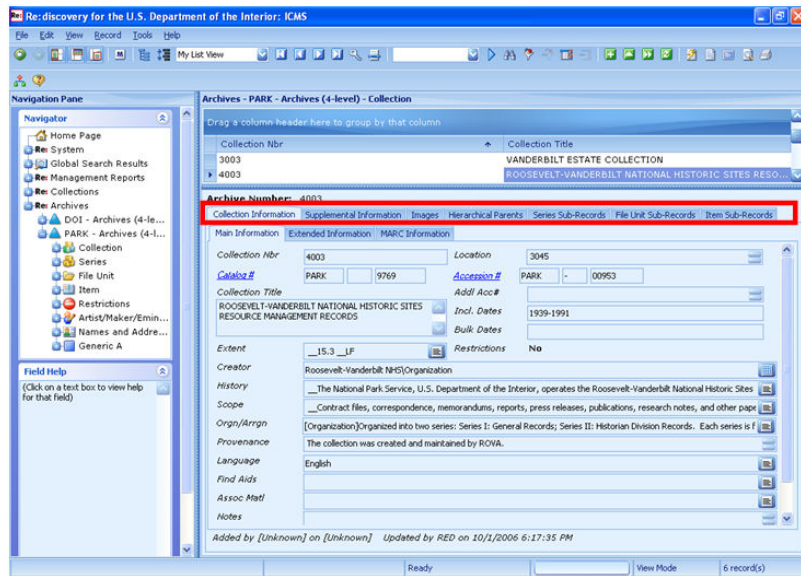 Re:discovery for the U.S. Department of the Interior: ICMS
File Edit View Record Tools Help
My List View
Navigation Pane
Navigator
Home Page
Re: System
Global Search Results
Re: Management Reports
Re: Collections
Re: Archives
DOI - Archives (4-le...
PARK - Archives (4-l...
Collection
Series
File Unit
Item
Restrictions
Artist/Maker/Emin...
Names and Addre...
Generic A
Field Help
(Click on a text box to view help
for that field)
Archives - PARK - Archives (4-level) - Collection
Drag a column header here to group by that column
Collection Nbr Collection Title
3003 VANDERBILT ESTATE COLLECTION
4003 ROOSEVELT-VANDERBILT NATIONAL HISTORIC SITES RESO...
Archive Number: 4003
Collection Information Supplemental Information Images Hierarchical Parents Series Sub-Records File Unit Sub-Records Item Sub-Records
Main Information Extended Information MARC Information
Collection Nbr 4003 Location 3045
Catalog # PARK 9769 Accession # PARK - 00953
Collection Title Addl Acc#
ROOSEVELT-VANDERBILT NATIONAL HISTORIC SITES
RESOURCE MANAGEMENT RECORDS
Incl. Dates 1939-1991
Bulk Dates
Extent __15.3 __LF Restrictions No
Creator Roosevelt-Vanderbilt NHS\Organization
History __The National Park Service, U.S. Department of the Interior, operates the Roosevelt-Vanderbilt National Historic Sites
Scope __Contract files, correspondence, memorandums, reports, press releases, publications, research notes, and other pape
Orgn/Arrgn [Organization]Organized into two series: Series I: General Records; Series II: Historian Division Records. Each series is f
Provenance The collection was created and maintained by ROVA.
Language English
Find Aids
Assoc Matl
Notes
Added by [Unknown] on [Unknown] Updated by RED on 10/1/2006 6:17:35 PM
Ready View Mode 6 record(s)